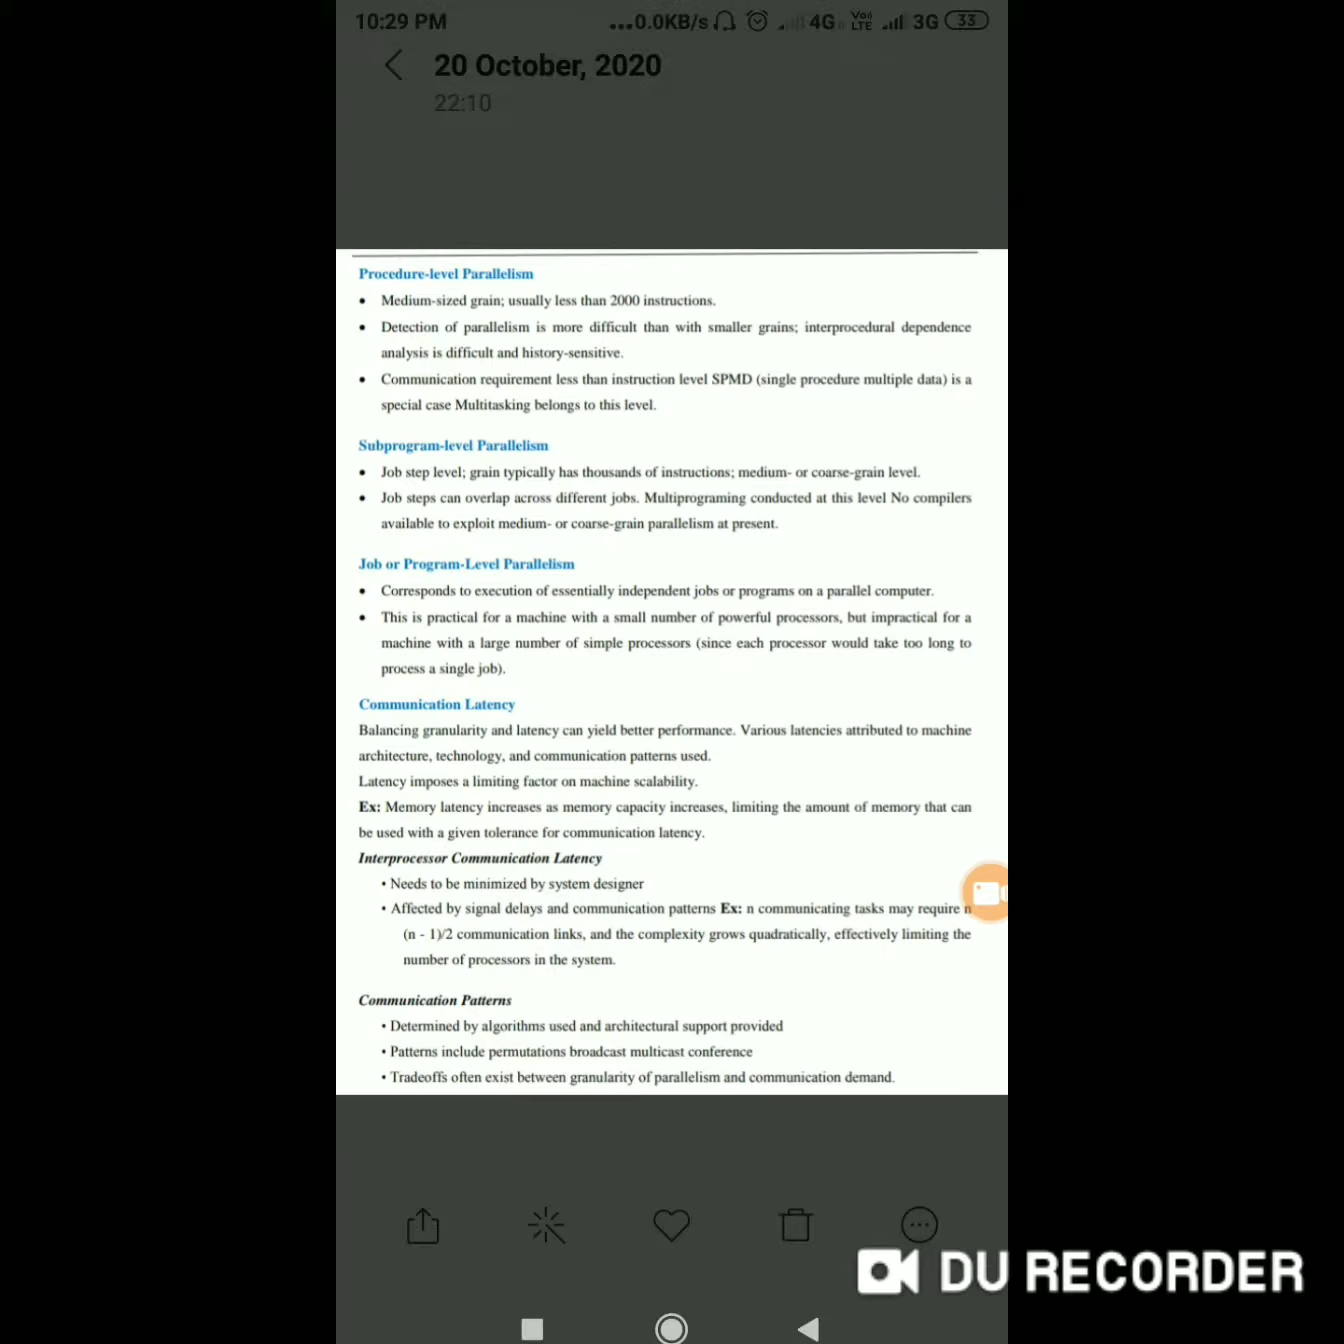 10:29 PM
...0.0KB/s 4G Vo LTE 3G 33
20 October, 2020
22:10
Procedure-level Parallelism
• Medium-sized grain; usually less than 2000 instructions.
• Detection of parallelism is more difficult than with smaller grains; interprocedural dependence
analysis is difficult and history-sensitive.
• Communication requirement less than instruction level SPMD (single procedure multiple data) is a
special case Multitasking belongs to this level.
Subprogram-level Parallelism
• Job step level; grain typically has thousands of instructions; medium- or coarse-grain level.
• Job steps can overlap across different jobs. Multiprograming conducted at this level No compilers
available to exploit medium- or coarse-grain parallelism at present.
Job or Program-Level Parallelism
• Corresponds to execution of essentially independent jobs or programs on a parallel computer.
• This is practical for a machine with a small number of powerful processors, but impractical for a
machine with a large number of simple processors (since each processor would take too long to
process a single job).
Communication Latency
Balancing granularity and latency can yield better performance. Various latencies attributed to machine
architecture, technology, and communication patterns used.
Latency imposes a limiting factor on machine scalability.
Ex: Memory latency increases as memory capacity increases, limiting the amount of memory that can
be used with a given tolerance for communication latency.
Interprocessor Communication Latency
• Needs to be minimized by system designer
• Affected by signal delays and communication patterns Ex: n communicating tasks may require n
(n - 1)/2 communication links, and the complexity grows quadratically, effectively limiting the
number of processors in the system.
Communication Patterns
• Determined by algorithms used and architectural support provided
• Patterns include permutations broadcast multicast conference
• Tradeoffs often exist between granularity of parallelism and communication demand.
DU RECORDER